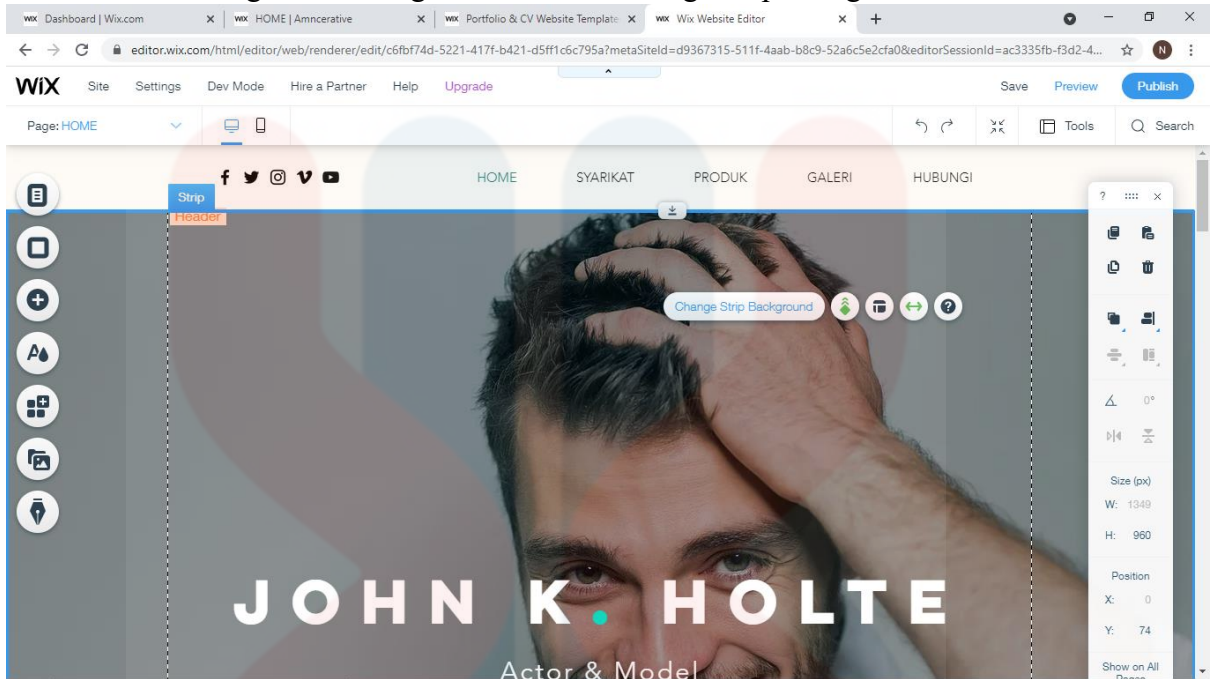 Dashboard | Wix.com HOME | Amncerative Portfolio & CV Website Template Wix Website Editor
editor.wix.com/html/editor/web/renderer/edit/c6fbf74d-5221-417f-b421-d5ff1c6c795a?metaSiteId=d9367315-511f-4aab-b8c9-52a6c5e2cfa0&editorSessionId=ac3335fb-f3d2-4... N
WiX Site Settings Dev Mode Hire a Partner Help Upgrade Save Preview Publish
Page: HOME Tools Search
HOME SYARIKAT PRODUK GALERI HUBUNGI
Strip
Header
Change Strip Background
0°
Size (px)
W: 1349
H: 960
Position
X: 0
Y: 74
Show on All
Pages
JOHN K. HOLTE
Actor & Model